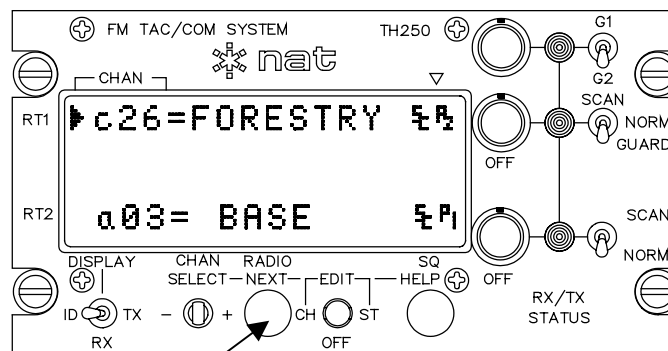 FM TAC/COM SYSTEM
TH250
nat
G1
G2
CHAN
RT1
c26=FORESTRY
OFF
SCAN
NORM
GUARD
RT2
a03= BASE
OFF
SCAN
NORM
DISPLAY
ID TX
RX
CHAN
SELECT
- +
RADIO
NEXT
EDIT
CH ST
OFF
SQ
HELP
RX/TX
STATUS